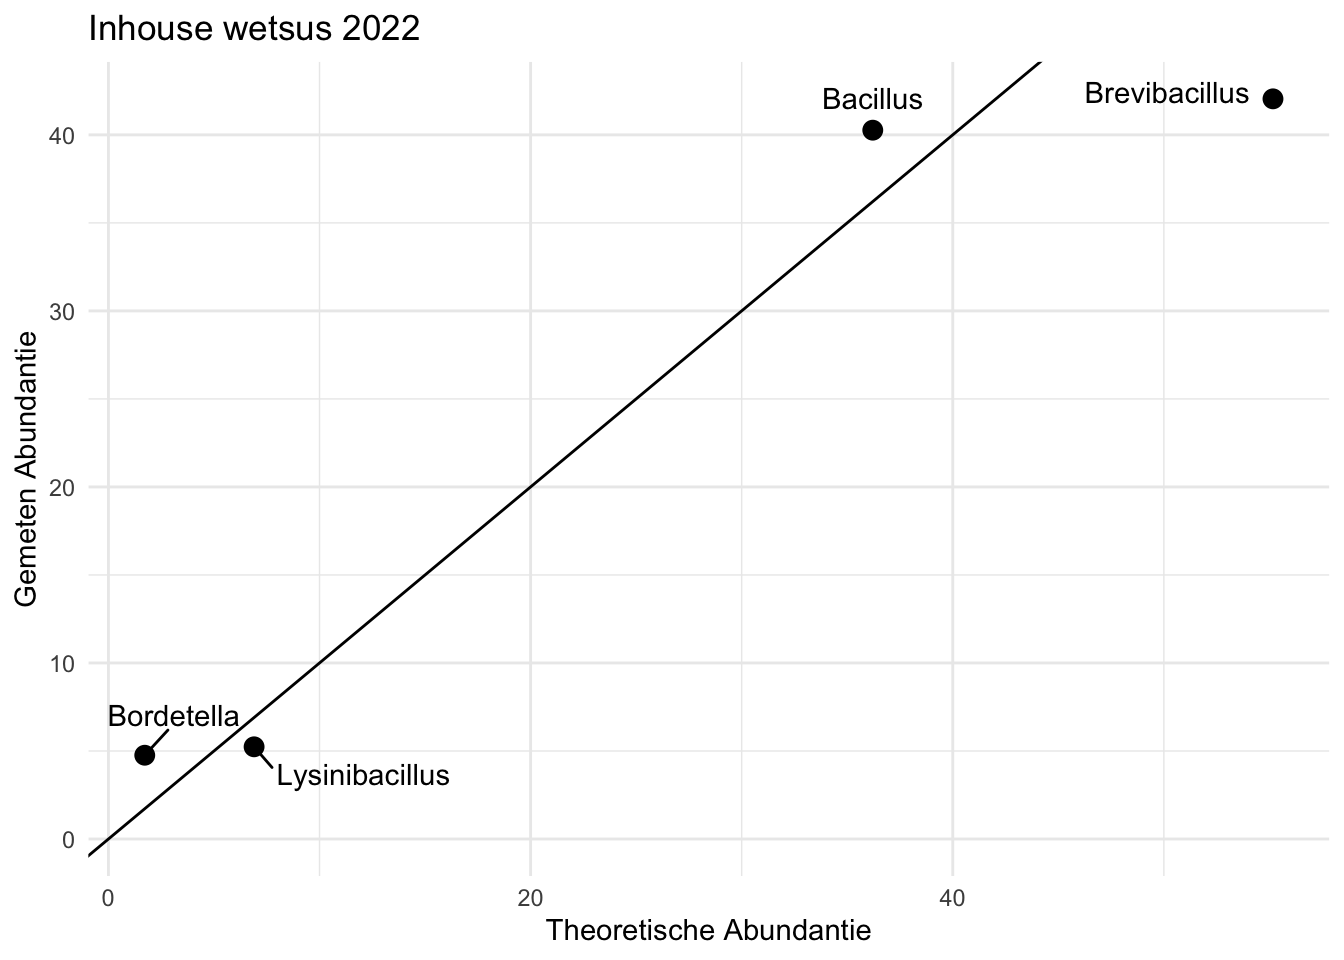 Inhouse wetsus 2022
Bacillus
Brevibacillus
40
30
20
10
0
Gemeten Abundantie
Bordetella
Lysinibacillus
0
20
40
Theoretische Abundantie